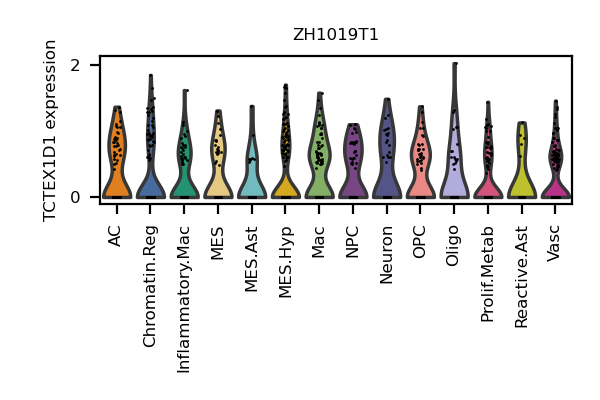 ZH1019T1
TCTEX1D1 expression
2
0
AC
Chromatin.Reg
Inflammatory.Mac
MES
MES.Ast
MES.Hyp
Mac
NPC
Neuron
OPC
Oligo
Prolif.Metab
Reactive.Ast
Vasc